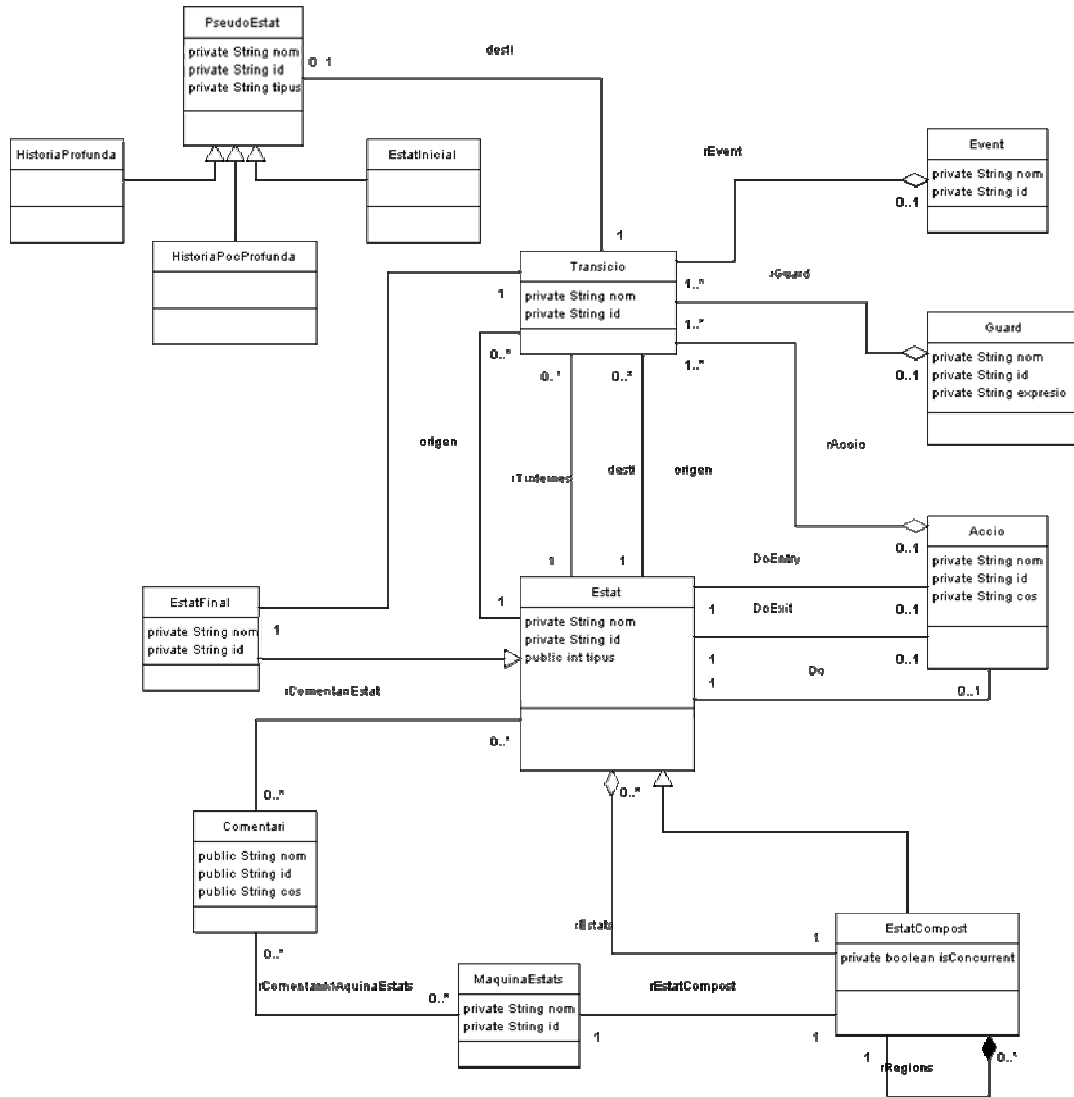 PseudoEstat
private String nom
private String id
private String tipus
0 1
desti
HistoriaProfunda
EstatInicial
HistoriaPocProfunda
Event
private String nom
private String id
rEvent
0..1
1
Transicio
private String nom
private String id
1
1..*
rGuard
1..*
0..1
Guard
private String nom
private String id
private String expresio
0..*
0..*
0..*
1..*
origen
desti
origen
rAccio
Accio
private String nom
private String id
private String cos
0..1
DoEntry
1
1
Estat
private String nom
private String id
public int tipus
1
1
DoExit
0..1
1
0..1
Do
1
0..1
EstatFinal
private String nom
private String id
1
rComentariEstat
0..*
0..*
0..*
Comentari
public String nom
public String id
public String cos
rEstats
1
EstatCompost
private boolean isConcurrent
0..*
rComentariMAquinaEstats
0..*
MaquinaEstats
private String nom
private String id
rEstatCompost
1
1
1
rRegions
0..*